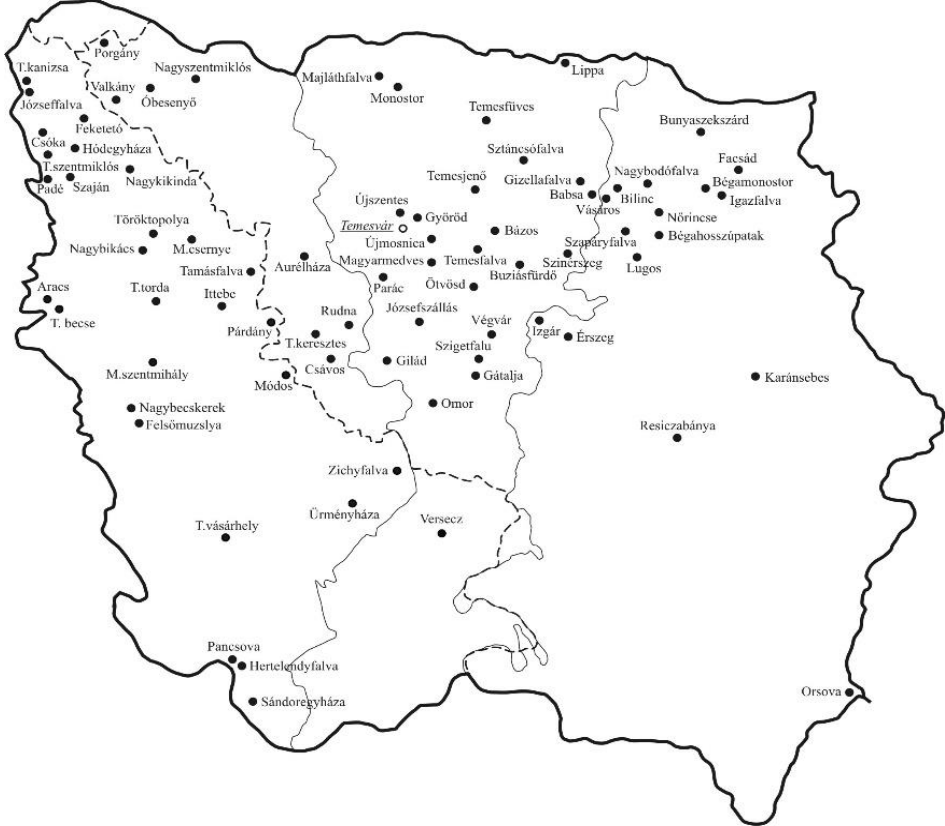 Porgány
T.kanizsa
Nagyszentmiklós
Majláthfalva
Lippa
Valkány
Óbesenyő
Monostor
Józseffalva
Temesfüves
Feketetó
Bunyaszekszárd
Csóka
Hódegyháza
Sztáncsófalva
Facsád
T.szentmiklós
Nagybodófalva
Padé
Szaján
Nagykikinda
Temesjenő
Gizellafalva
Bégamonostor
Babsa
Bilinc
Igazfalva
Újszentes
Vásáros
Töröktopolya
Temesvár
Győröd
Nőrincse
Bázos
Nagybikács
M.csernye
Újmosnica
Szapáryfalva
Bégahosszúpatak
Magyarmedves
Temesfalva
Szinérszeg
Tamásfalva
Aurélháza
Buziásfürdő
Lugos
Parác
Ötvösd
Aracs
T.torda
Ittebe
Józsefszállás
T. becse
Rudna
Végvár
Párdány
Izgár
Érszeg
T.keresztes
Szigetfalu
M.szentmihály
Csávos
Gilád
Módos
Gátalja
Karánsebes
Nagybecskerek
Omor
Felsőmuzslya
Resiczabánya
Zichyfalva
Ürményháza
T.vásárhely
Versecz
Pancsova
Hertelendyfalva
Orsova
Sándoregyháza